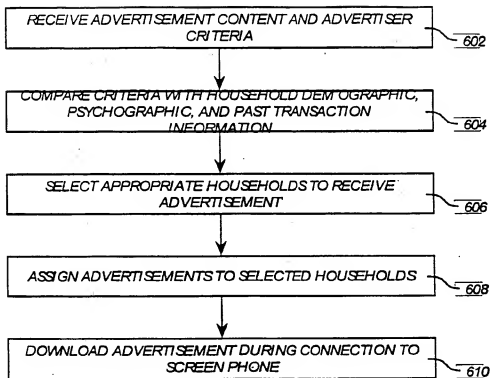 RECEIVE ADVERTISEMENT CONTENT AND ADVERTISER
CRITERIA
602
COMPARE CRITERIA WITH HOUSEHOLD DEMOGRAPHIC,
PSYCHOGRAPHIC, AND PAST TRANSACTION
INFORMATION
604
SELECT APPROPRIATE HOUSEHOLDS TO RECEIVE
ADVERTISEMENT
606
ASSIGN ADVERTISEMENTS TO SELECTED HOUSEHOLDS
608
DOWNLOAD ADVERTISEMENT DURING CONNECTION TO
SCREEN PHONE
610